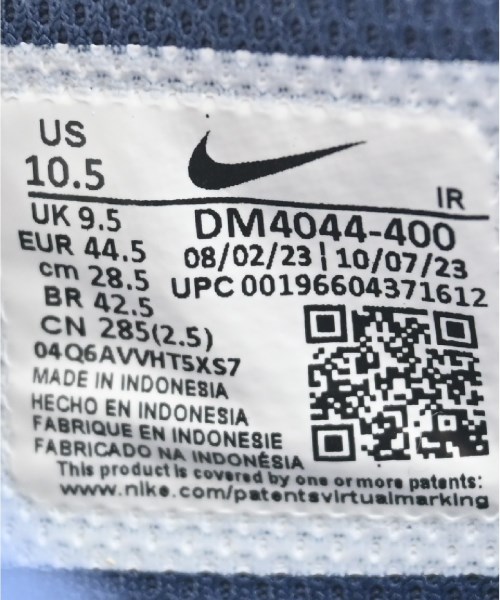 US
10.5
IR
UK 9.5
EUR 44.5
cm 28.5
BR 42.5
CN 285(2.5)
DM4044-400
08/02/23 | 10/07/23
UPC 00196604371612
04Q6AVVHT5XS7
MADE IN INDONESIA
HECHO EN INDONESIA
FABRIQUE EN INDONESIE
FABRICADO NA INDONÉSIA
This product is covered by one or more patents:
www.nike.com/patentsvirtualmarking